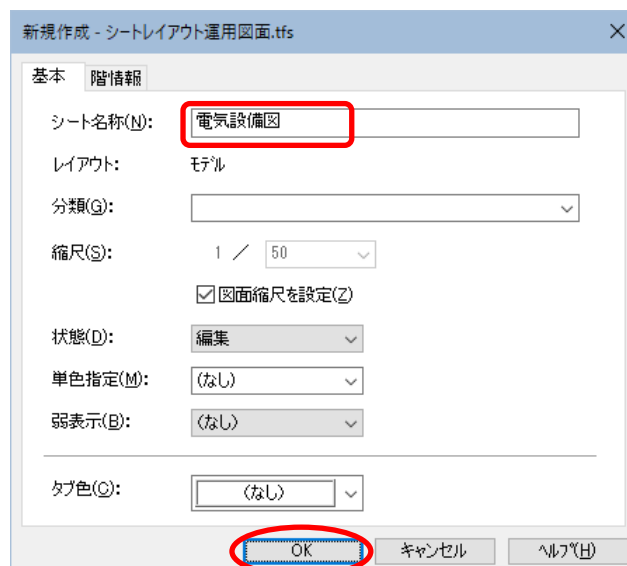 新規作成 - シートレイアウト運用図面.tfs
基本 階情報
シート名称(N): 電気設備図
レイアウト: モデル
分類(G):
縮尺(S): 1 ／ 50
図面縮尺を設定(Z)
状態(D): 編集
単色指定(M): (なし)
弱表示(B): (なし)
タブ色(C): (なし)
OK キャンセル ヘルプ(H)